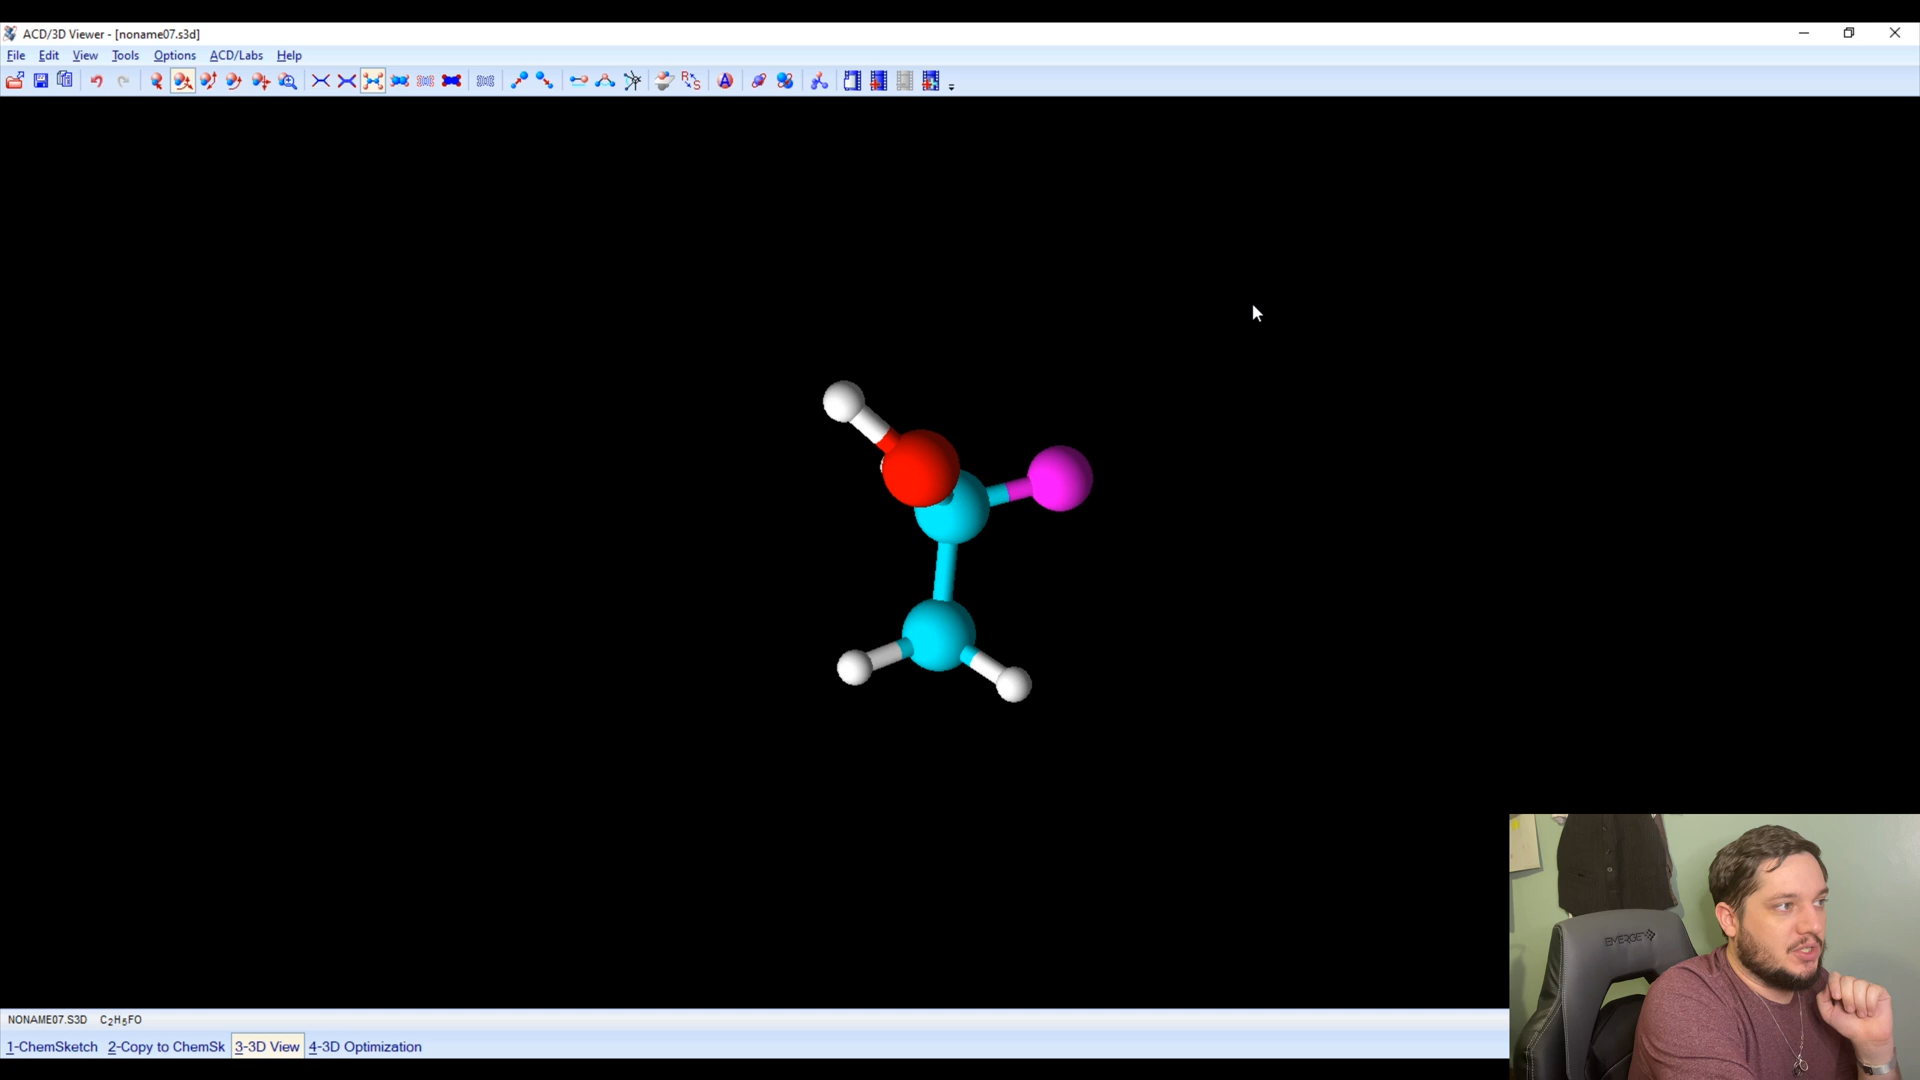 ACD/3D Viewer - [noname07.s3d]
File Edit View Tools Options ACD/Labs Help
NONAME07.S3D C₂H₅FO
1-ChemSketch 2-Copy to ChemSk 3-3D View 4-3D Optimization
EMERGE